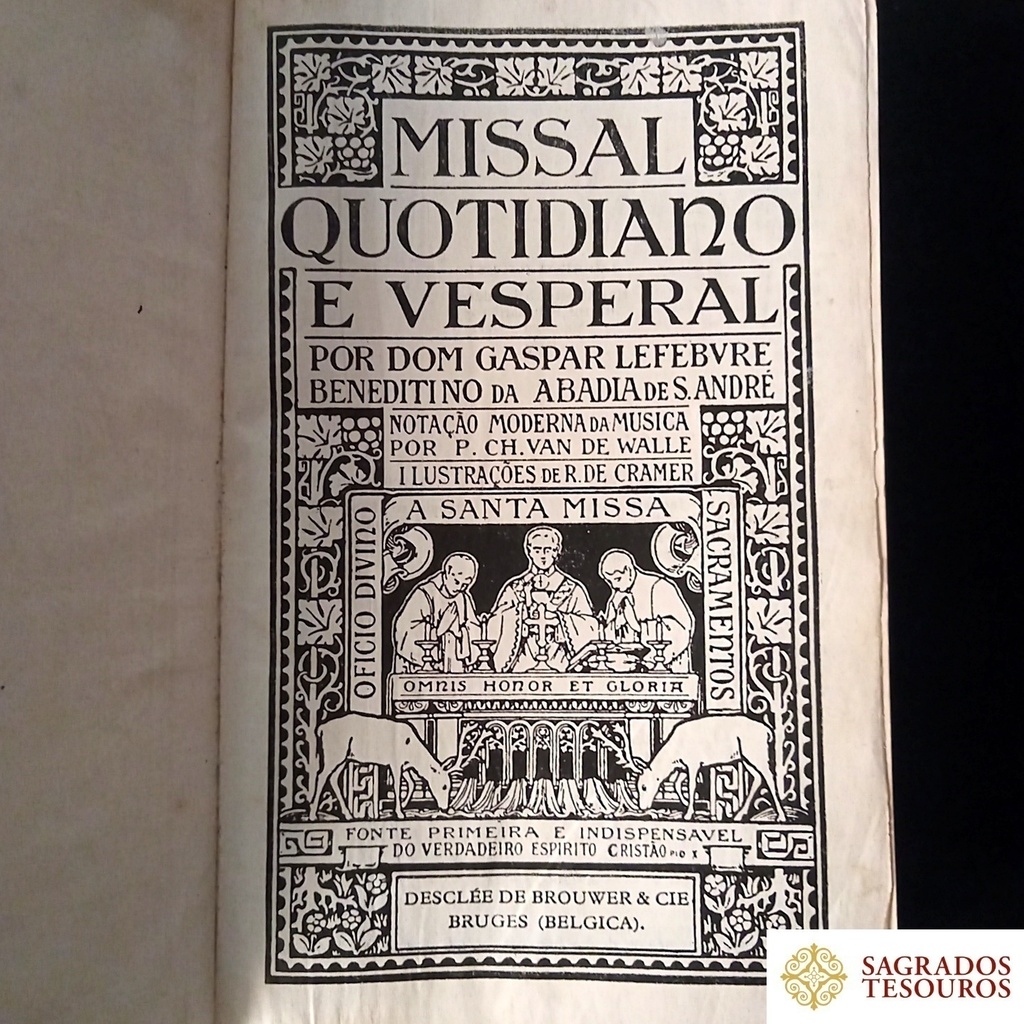 MISSAL
QUOTIDIANO
E VESPERAL
POR DOM GASPAR LEFEBVRE
BENEDITINO DA ABADIA DE S. ANDRÉ
NOTAÇÃO MODERNA DA MUSICA
POR P. CH. VAN DE WALLE
ILUSTRAÇÕES DE R. DE CRAMER
A SANTA MISSA
OFICIO DIVINO
SACRAMENTOS
OMNIS HONOR ET GLORIA
FONTE PRIMEIRA E INDISPENSAVEL
DO VERDADEIRO ESPIRITO CRISTÃO PIO X
DESCLÉE DE BROUWER & CIE
BRUGES (BELGICA).
SAGRADOS
TESOUROS